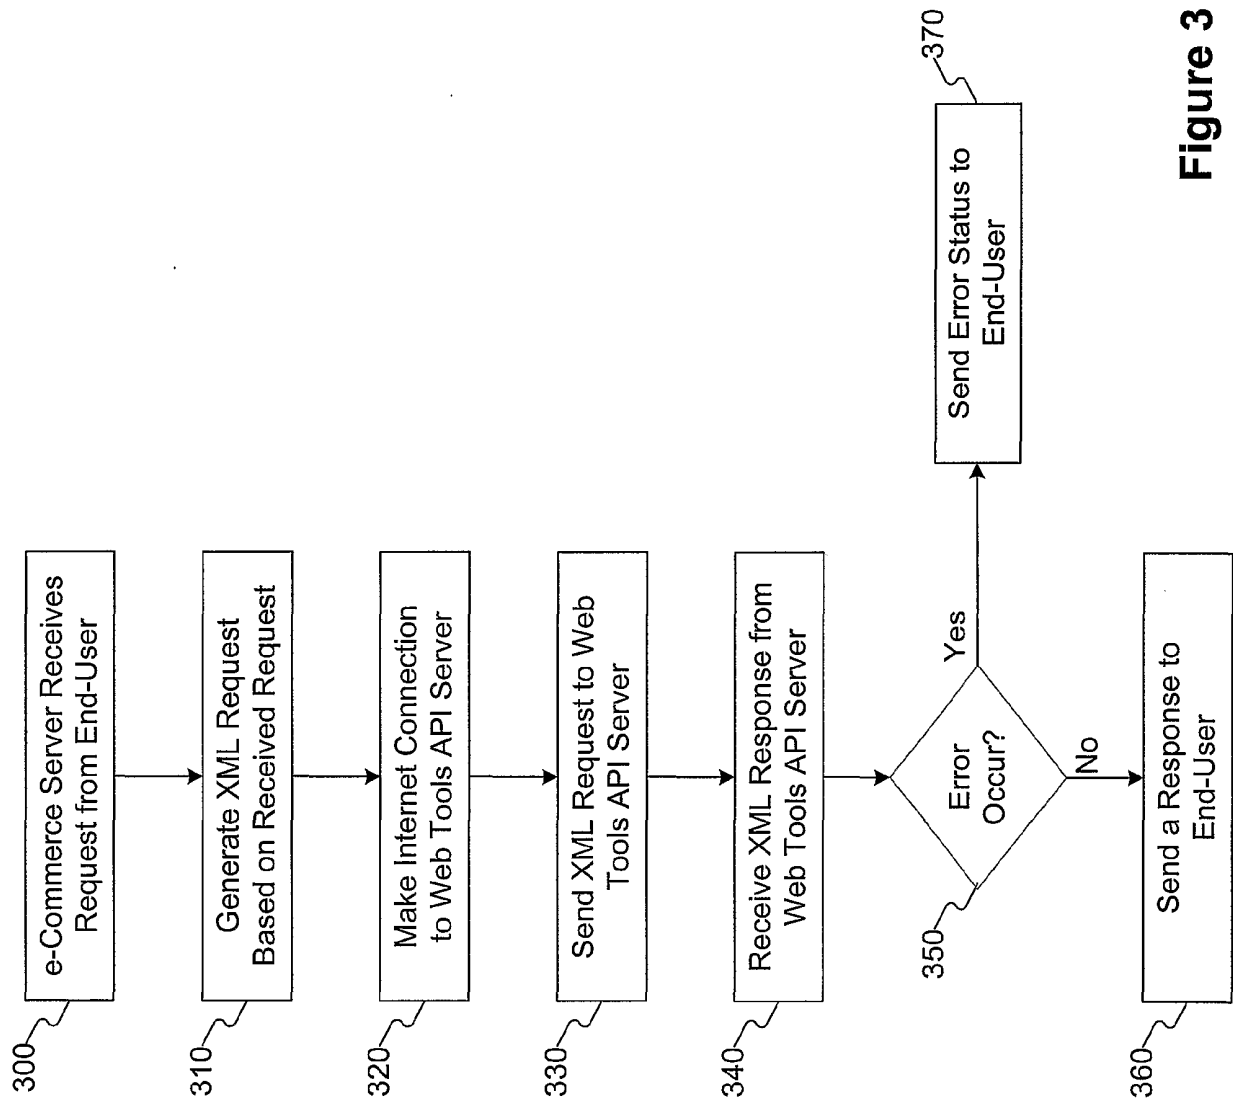 300
e-Commerce Server Receives
Request from End-User
310
Generate XML Request
Based on Received Request
320
Make Internet Connection
to Web Tools API Server
330
Send XML Request to Web
Tools API Server
340
Receive XML Response from
Web Tools API Server
350
Error
Occur?
Yes
370
Send Error Status to
End-User
No
360
Send a Response to
End-User
Figure 3